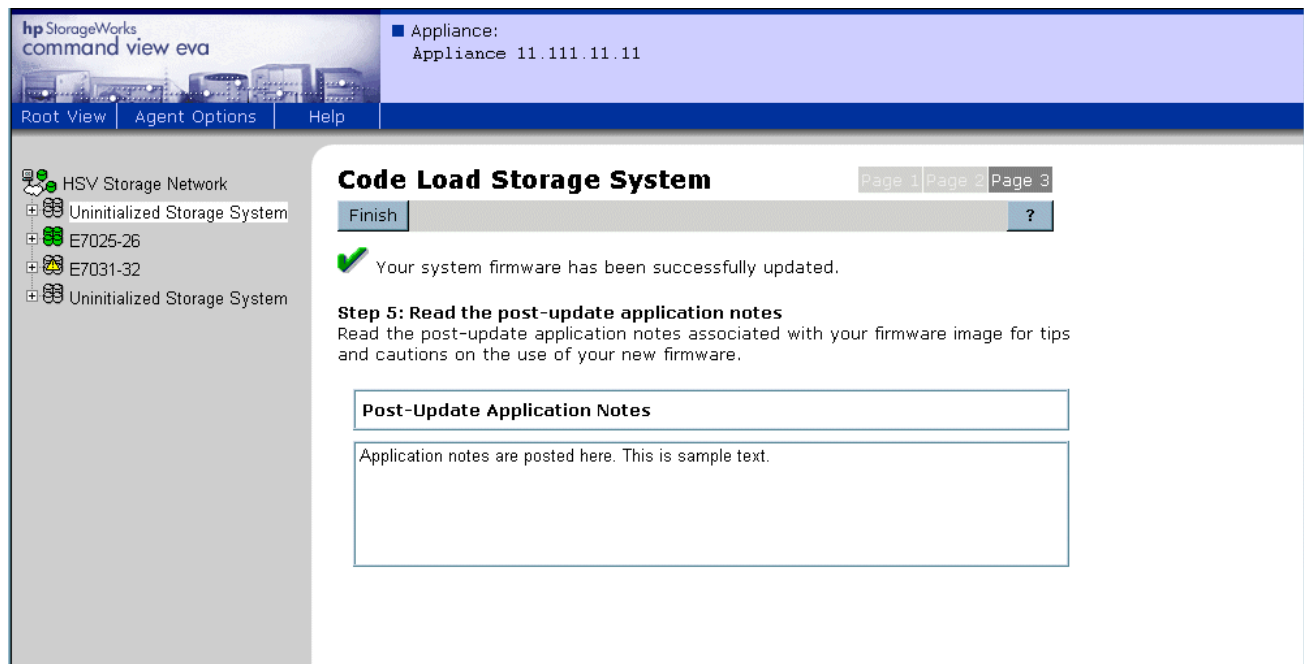 hp StorageWorks
command view eva
Appliance:
Appliance 11.111.11.11
Root View Agent Options Help
HSV Storage Network
Uninitialized Storage System
E7025-26
E7031-32
Uninitialized Storage System
Code Load Storage System
Page 1 Page 2 Page 3
Finish ?
Your system firmware has been successfully updated.
Step 5: Read the post-update application notes
Read the post-update application notes associated with your firmware image for tips
and cautions on the use of your new firmware.
Post-Update Application Notes
Application notes are posted here. This is sample text.